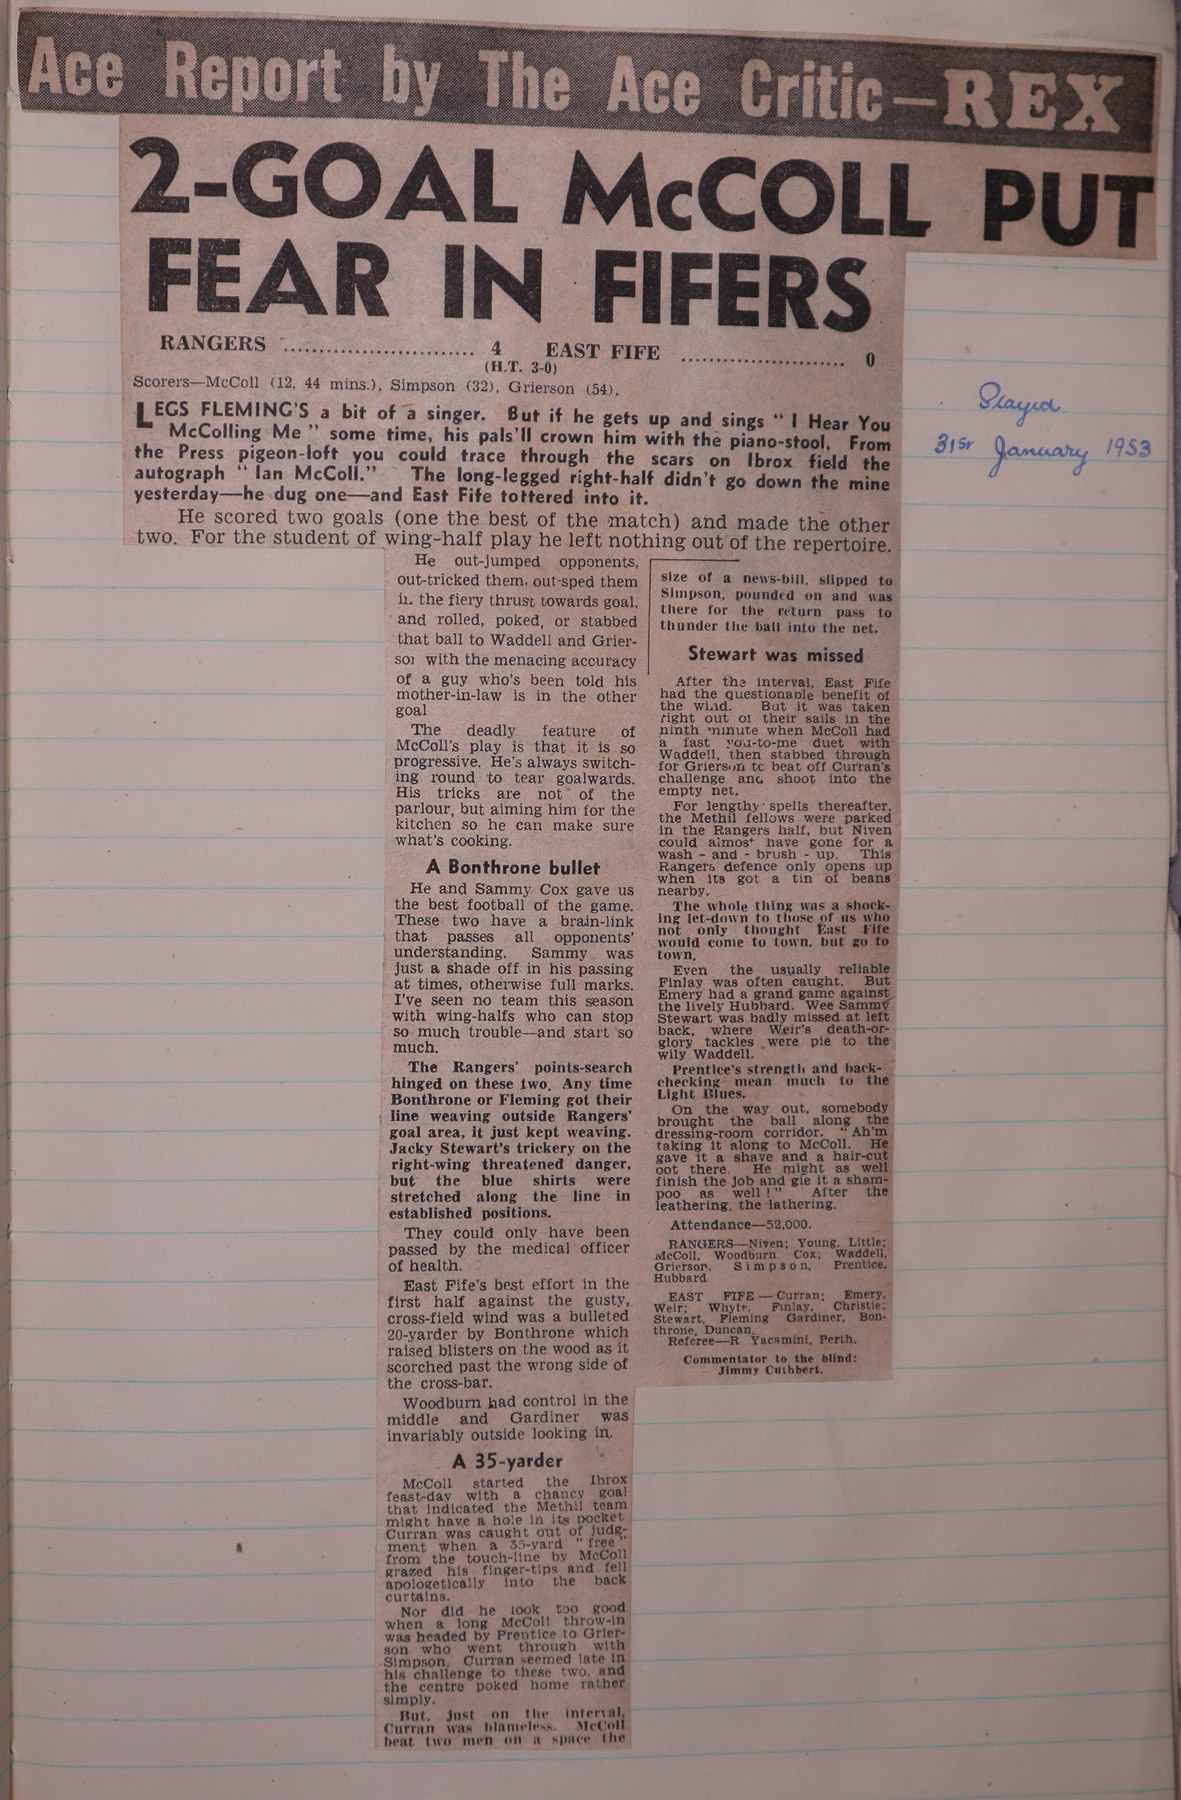 Ace Report by The Ace Critic—REX
2-GOAL McCOLL PUT
FEAR IN FIFERS
RANGERS ........................... 4 EAST FIFE ........................ 0
(H.T. 3-0)
Scorers—McColl (12, 44 mins.), Simpson (32), Grierson (54).
LEGS FLEMING'S a bit of a singer. But if he gets up and sings " I Hear You
McColling Me " some time, his pals'll crown him with the piano-stool. From
the Press pigeon-loft you could trace through the scars on Ibrox field the
autograph " Ian McColl." The long-legged right-half didn't go down the mine
yesterday—he dug one—and East Fife tottered into it.
He scored two goals (one the best of the match) and made the other
two. For the student of wing-half play he left nothing out of the repertoire.
He out-jumped opponents,
out-tricked them, out-sped them
in the fiery thrust towards goal,
and rolled, poked, or stabbed
that ball to Waddell and Grier-
son with the menacing accuracy
of a guy who's been told his
mother-in-law is in the other
goal
The deadly feature of
McColl's play is that it is so
progressive. He's always switch-
ing round to tear goalwards.
His tricks are not of the
parlour, but aiming him for the
kitchen so he can make sure
what's cooking.
A Bonthrone bullet
He and Sammy Cox gave us
the best football of the game.
These two have a brain-link
that passes all opponents'
understanding. Sammy was
just a shade off in his passing
at times, otherwise full marks.
I've seen no team this season
with wing-halfs who can stop
so much trouble—and start so
much.
The Rangers' points-search
hinged on these two. Any time
Bonthrone or Fleming got their
line weaving outside Rangers'
goal area, it just kept weaving.
Jacky Stewart's trickery on the
right-wing threatened danger,
but the blue shirts were
stretched along the line in
established positions.
They could only have been
passed by the medical officer
of health.
East Fife's best effort in the
first half against the gusty,
cross-field wind was a bulleted
20-yarder by Bonthrone which
raised blisters on the wood as it
scorched past the wrong side of
the cross-bar.
Woodburn had control in the
middle and Gardiner was
invariably outside looking in.
A 35-yarder
McColl started the Ibrox
feast-day with a chancy goal
that indicated the Methil team
might have a hole in its pocket
Curran was caught out of judg-
ment when a 35-yard " free "
from the touch-line by McColl
grazed his finger-tips and fell
apologetically into the back
curtains.
Nor did he look too good
when a long McColl throw-in
was headed by Prentice to Grier-
son who went through with
Simpson. Curran seemed late in
his challenge to these two, and
the centre poked home rather
simply.
But, just on the interval,
Curran was blameless. McColl
beat two men on a space the
size of a news-bill, slipped to
Simpson, pounded on and was
there for the return pass to
thunder the ball into the net.
Stewart was missed
After the interval, East Fife
had the questionable benefit of
the wind. But it was taken
right out of their sails in the
ninth minute when McColl had
a fast you-to-me duet with
Waddell, then stabbed through
for Grierson to beat off Curran's
challenge and shoot into the
empty net.
For lengthy spells thereafter,
the Methil fellows were parked
in the Rangers half, but Niven
could almost have gone for a
wash - and - brush - up. This
Rangers defence only opens up
when its got a tin of beans
nearby.
The whole thing was a shock-
ing let-down to those of us who
not only thought East Fife
would come to town, but go to
town.
Even the usually reliable
Finlay was often caught. But
Emery had a grand game against
the lively Hubbard. Wee Sammy
Stewart was badly missed at left
back, where Weir's death-or-
glory tackles were pie to the
wily Waddell.
Prentice's strength and back-
checking mean much to the
Light Blues.
On the way out, somebody
brought the ball along the
dressing-room corridor. " Ah'm
taking it along to McColl. He
gave it a shave and a hair-cut
oot there. He might as well
finish the job and gie it a sham-
poo as well ! " After the
leathering, the lathering.
Attendance—52,000.
RANGERS—Niven; Young, Little;
McColl, Woodburn, Cox; Waddell,
Grierson, Simpson, Prentice,
Hubbard
EAST FIFE — Curran; Emery,
Weir; Whyte, Finlay, Christie;
Stewart, Fleming Gardiner, Bon-
throne, Duncan.
Referee—R Yacamini, Perth.
Commentator to the blind:
Jimmy Cuthbert.
Played
31st January 1953